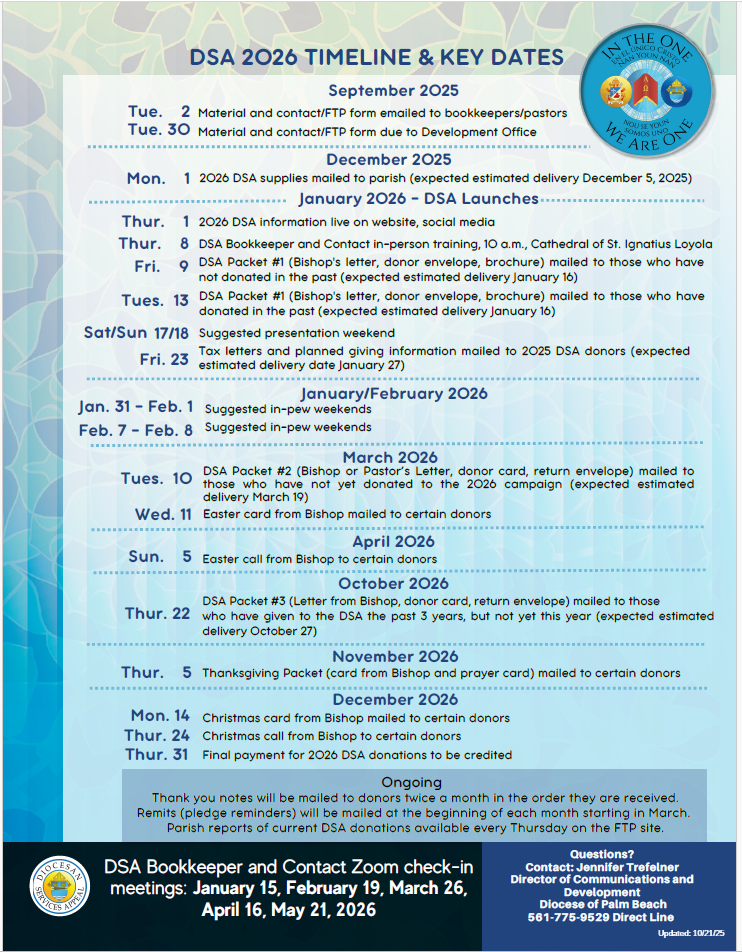 DSA 2026 TIMELINE & KEY DATES
IN THE ONE
EN EL ÚNICO CRISTO
NAN YOUN NAN
NOU SE YOUN
SOMOS UNO
WE ARE ONE
September 2025
Tue. 2 Material and contact/FTP form emailed to bookkeepers/pastors
Tue. 30 Material and contact/FTP form due to Development Office
December 2025
Mon. 1 2026 DSA supplies mailed to parish (expected estimated delivery December 5, 2025)
January 2026 - DSA Launches
Thur. 1 2026 DSA information live on website, social media
Thur. 8 DSA Bookkeeper and Contact in-person training, 10 a.m., Cathedral of St. Ignatius Loyola
Fri. 9 DSA Packet #1 (Bishop's letter, donor envelope, brochure) mailed to those who have
not donated in the past (expected estimated delivery January 16)
Tues. 13 DSA Packet #1 (Bishop's letter, donor envelope, brochure) mailed to those who have
donated in the past (expected estimated delivery January 16)
Sat/Sun 17/18 Suggested presentation weekend
Fri. 23 Tax letters and planned giving information mailed to 2025 DSA donors (expected
estimated delivery date January 27)
January/February 2026
Jan. 31 - Feb. 1 Suggested in-pew weekends
Feb. 7 - Feb. 8 Suggested in-pew weekends
March 2026
Tues. 10 DSA Packet #2 (Bishop or Pastor's Letter, donor card, return envelope) mailed to
those who have not yet donated to the 2026 campaign (expected estimated
delivery March 19)
Wed. 11 Easter card from Bishop mailed to certain donors
April 2026
Sun. 5 Easter call from Bishop to certain donors
October 2026
Thur. 22 DSA Packet #3 (Letter from Bishop, donor card, return envelope) mailed to those
who have given to the DSA the past 3 years, but not yet this year (expected estimated
delivery October 27)
November 2026
Thur. 5 Thanksgiving Packet (card from Bishop and prayer card) mailed to certain donors
December 2026
Mon. 14 Christmas card from Bishop mailed to certain donors
Thur. 24 Christmas call from Bishop to certain donors
Thur. 31 Final payment for 2026 DSA donations to be credited
Ongoing
Thank you notes will be mailed to donors twice a month in the order they are received.
Remits (pledge reminders) will be mailed at the beginning of each month starting in March.
Parish reports of current DSA donations available every Thursday on the FTP site.
DIOCESAN
SERVICES APPEAL
DSA Bookkeeper and Contact Zoom check-in
meetings: January 15, February 19, March 26,
April 16, May 21, 2026
Questions?
Contact: Jennifer Trefelner
Director of Communications and
Development
Diocese of Palm Beach
561-775-9529 Direct Line
Updated: 10/21/25